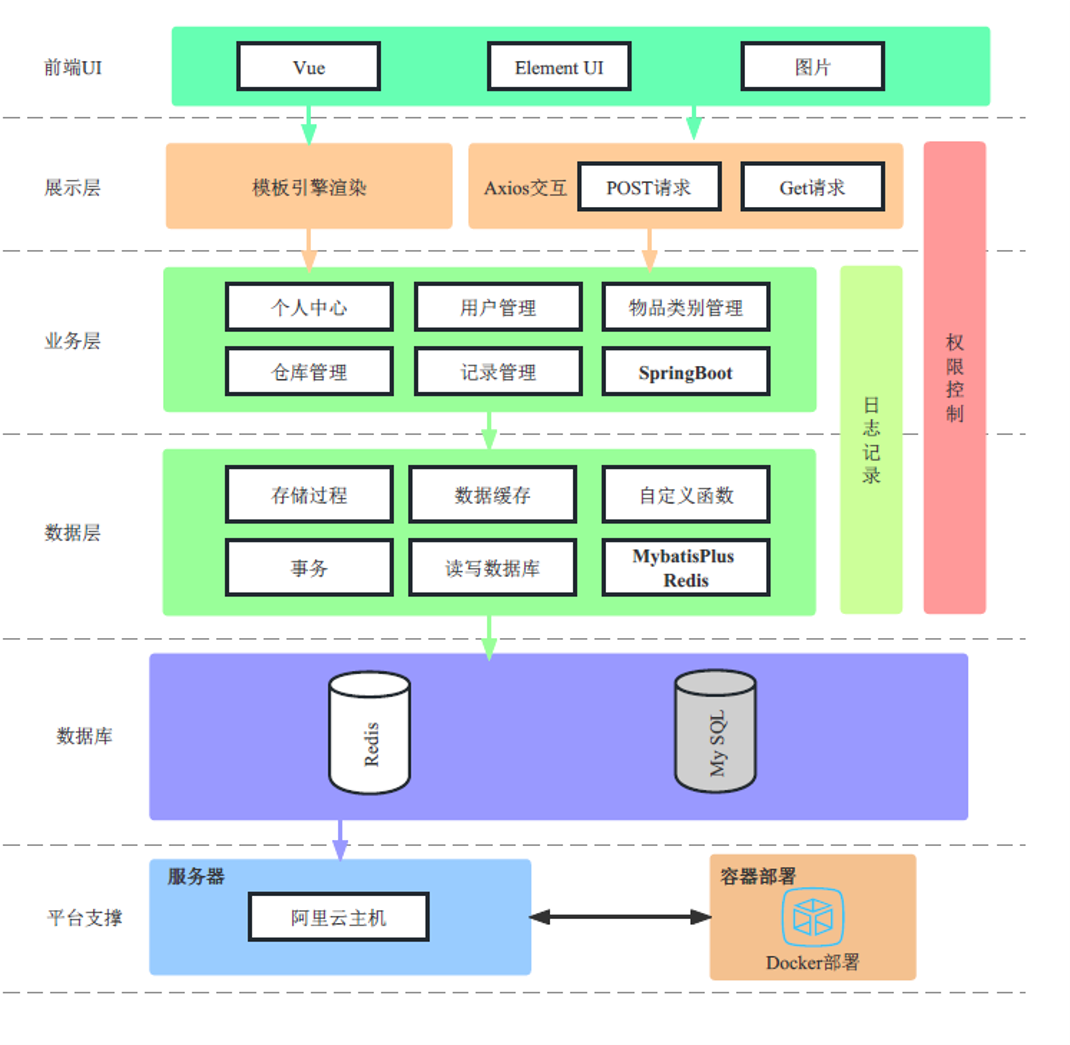 前端UI
Vue
Element UI
图片
展示层
模板引擎渲染
Axios交互
POST请求
Get请求
业务层
个人中心
用户管理
物品类别管理
仓库管理
记录管理
SpringBoot
数据层
存储过程
数据缓存
自定义函数
事务
读写数据库
MybatisPlus
Redis
日志记录
权限控制
数据库
Redis
My SQL
平台支撑
服务器
阿里云主机
容器部署
Docker部署